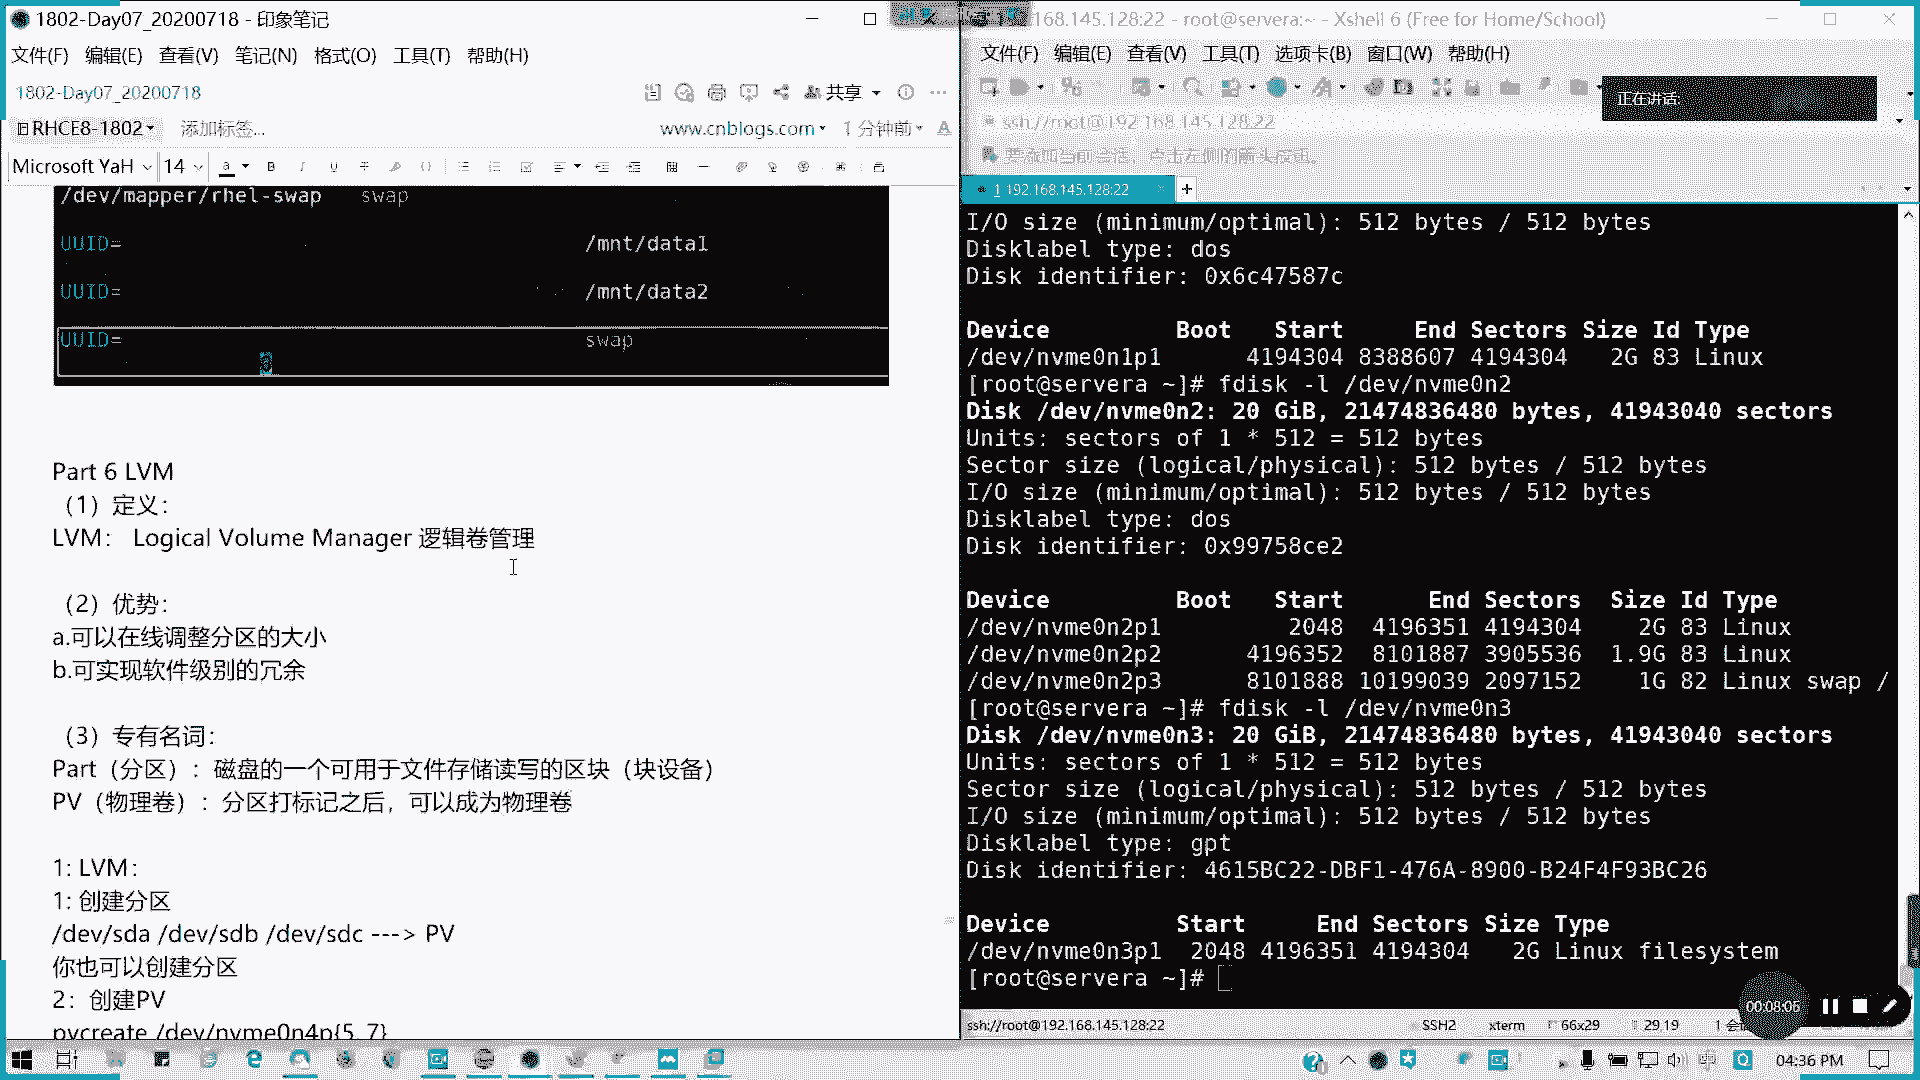 1802-Day07_20200718 - 印象笔记
文件(F) 编辑(E) 查看(V) 笔记(N) 格式(O) 工具(T) 帮助(H)
1802-Day07_20200718
共享
RHCE8-1802
添加标签...
www.cnblogs.com
1 分钟前
Microsoft YaH
14
/dev/mapper/rhel-swap swap
UUID= /mnt/data1
UUID= /mnt/data2
UUID= swap
Part 6 LVM
（1）定义：
LVM： Logical Volume Manager 逻辑卷管理
（2）优势：
a.可以在线调整分区的大小
b.可实现软件级别的冗余
（3）专有名词：
Part（分区）：磁盘的一个可用于文件存储读写的区块（块设备）
PV（物理卷）：分区打标记之后，可以成为物理卷
1: LVM：
1: 创建分区
/dev/sda /dev/sdb /dev/sdc ---> PV
你也可以创建分区
2：创建PV
pvcreate /dev/nvme0n4p{5..7}
168.145.128:22 - root@servera:~ - Xshell 6 (Free for Home/School)
文件(F) 编辑(E) 查看(V) 工具(T) 选项卡(B) 窗口(W) 帮助(H)
正在讲话:
ssh://root@192.168.145.128:22
要添加当前会话，点击左侧的箭头按钮。
1 192.168.145.128:22
I/O size (minimum/optimal): 512 bytes / 512 bytes
Disklabel type: dos
Disk identifier: 0x6c47587c
Device Boot Start End Sectors Size Id Type
/dev/nvme0n1p1 4194304 8388607 4194304 2G 83 Linux
[root@servera ~]# fdisk -l /dev/nvme0n2
Disk /dev/nvme0n2: 20 GiB, 21474836480 bytes, 41943040 sectors
Units: sectors of 1 * 512 = 512 bytes
Sector size (logical/physical): 512 bytes / 512 bytes
I/O size (minimum/optimal): 512 bytes / 512 bytes
Disklabel type: dos
Disk identifier: 0x99758ce2
Device Boot Start End Sectors Size Id Type
/dev/nvme0n2p1 2048 4196351 4194304 2G 83 Linux
/dev/nvme0n2p2 4196352 8101887 3905536 1.9G 83 Linux
/dev/nvme0n2p3 8101888 10199039 2097152 1G 82 Linux swap /
[root@servera ~]# fdisk -l /dev/nvme0n3
Disk /dev/nvme0n3: 20 GiB, 21474836480 bytes, 41943040 sectors
Units: sectors of 1 * 512 = 512 bytes
Sector size (logical/physical): 512 bytes / 512 bytes
I/O size (minimum/optimal): 512 bytes / 512 bytes
Disklabel type: gpt
Disk identifier: 4615BC22-DBF1-476A-8900-B24F4F93BC26
Device Start End Sectors Size Type
/dev/nvme0n3p1 2048 4196351 4194304 2G Linux filesystem
[root@servera ~]#
00:08:06
ssh://root@192.168.145.128:22
SSH2
xterm
66x29
29,19
04:36 PM